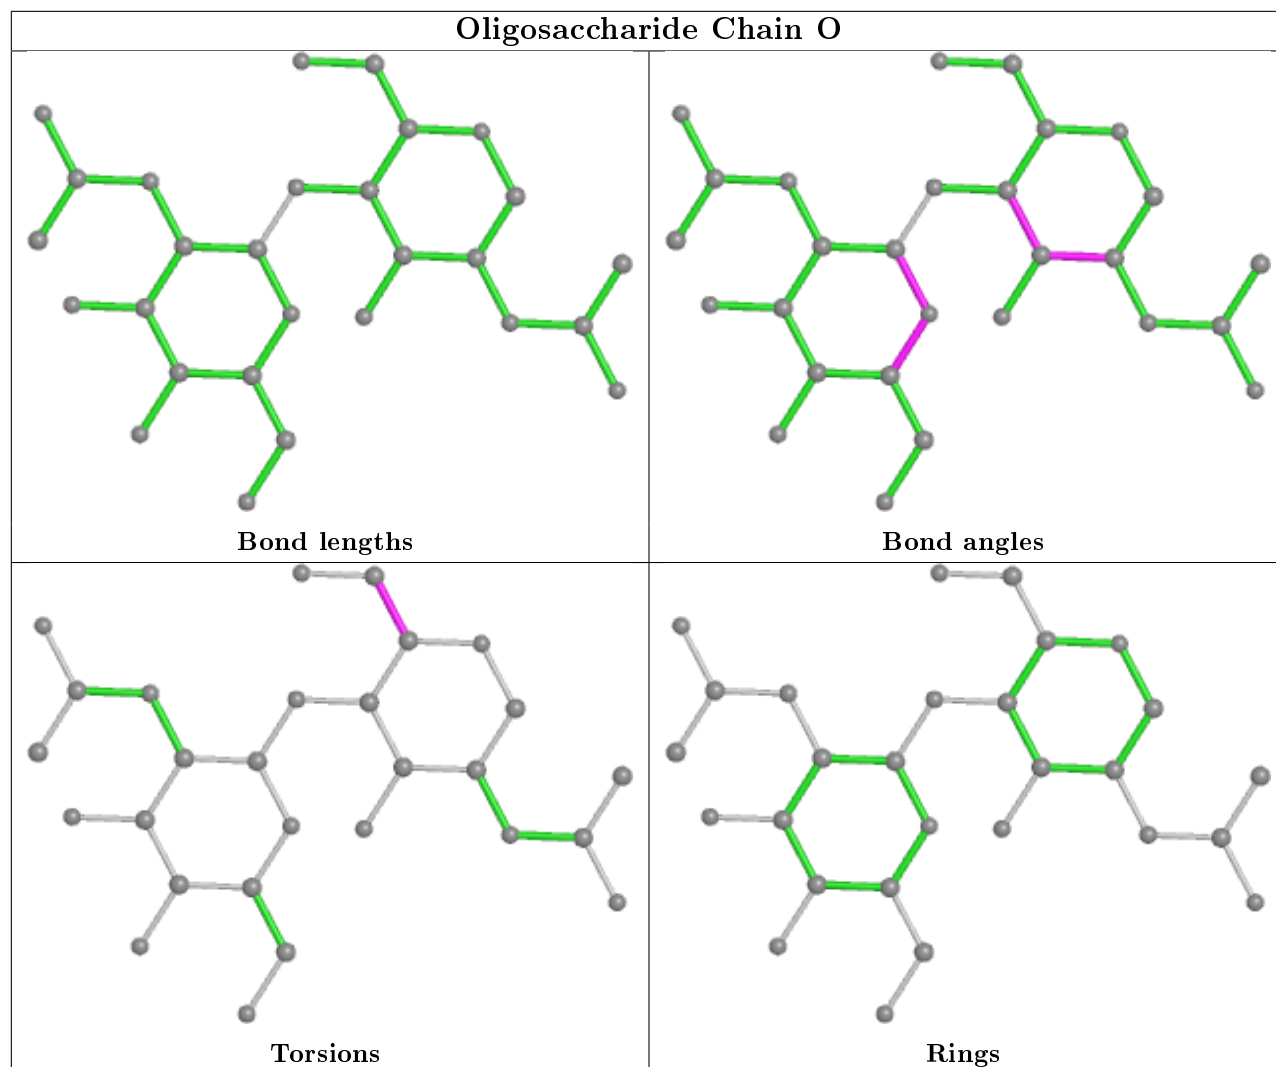 Oligosaccharide Chain O
Bond lengths
Bond angles
Torsions
Rings